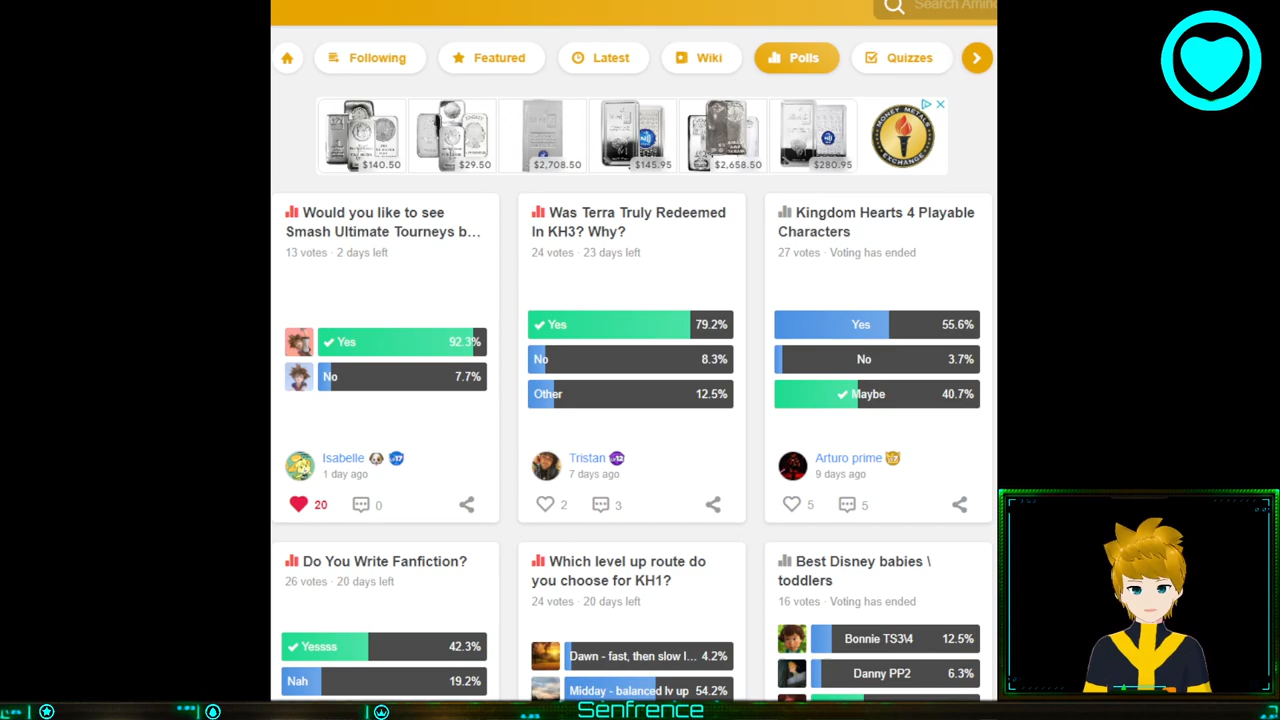 Search Amino
Following
Featured
Latest
Wiki
Polls
Quizzes
$140.50
$29.50
$2,708.50
$145.95
$2,658.50
$280.95
MONEY METALS EXCHANGE
Would you like to see
Smash Ultimate Tourneys b...
13 votes · 2 days left
Yes 92.3%
No 7.7%
Isabelle 17
1 day ago
20
0
Was Terra Truly Redeemed
In KH3? Why?
24 votes · 23 days left
Yes 79.2%
No 8.3%
Other 12.5%
Tristan 12
7 days ago
2
3
Kingdom Hearts 4 Playable
Characters
27 votes · Voting has ended
Yes 55.6%
No 3.7%
Maybe 40.7%
Arturo prime
9 days ago
5
5
Do You Write Fanfiction?
26 votes · 20 days left
Yessss 42.3%
Nah 19.2%
Which level up route do
you choose for KH1?
24 votes · 20 days left
Dawn - fast, then slow l... 4.2%
Midday - balanced lv up 54.2%
Best Disney babies \
toddlers
16 votes · Voting has ended
Bonnie TS3\4 12.5%
Danny PP2 6.3%
Senfrence